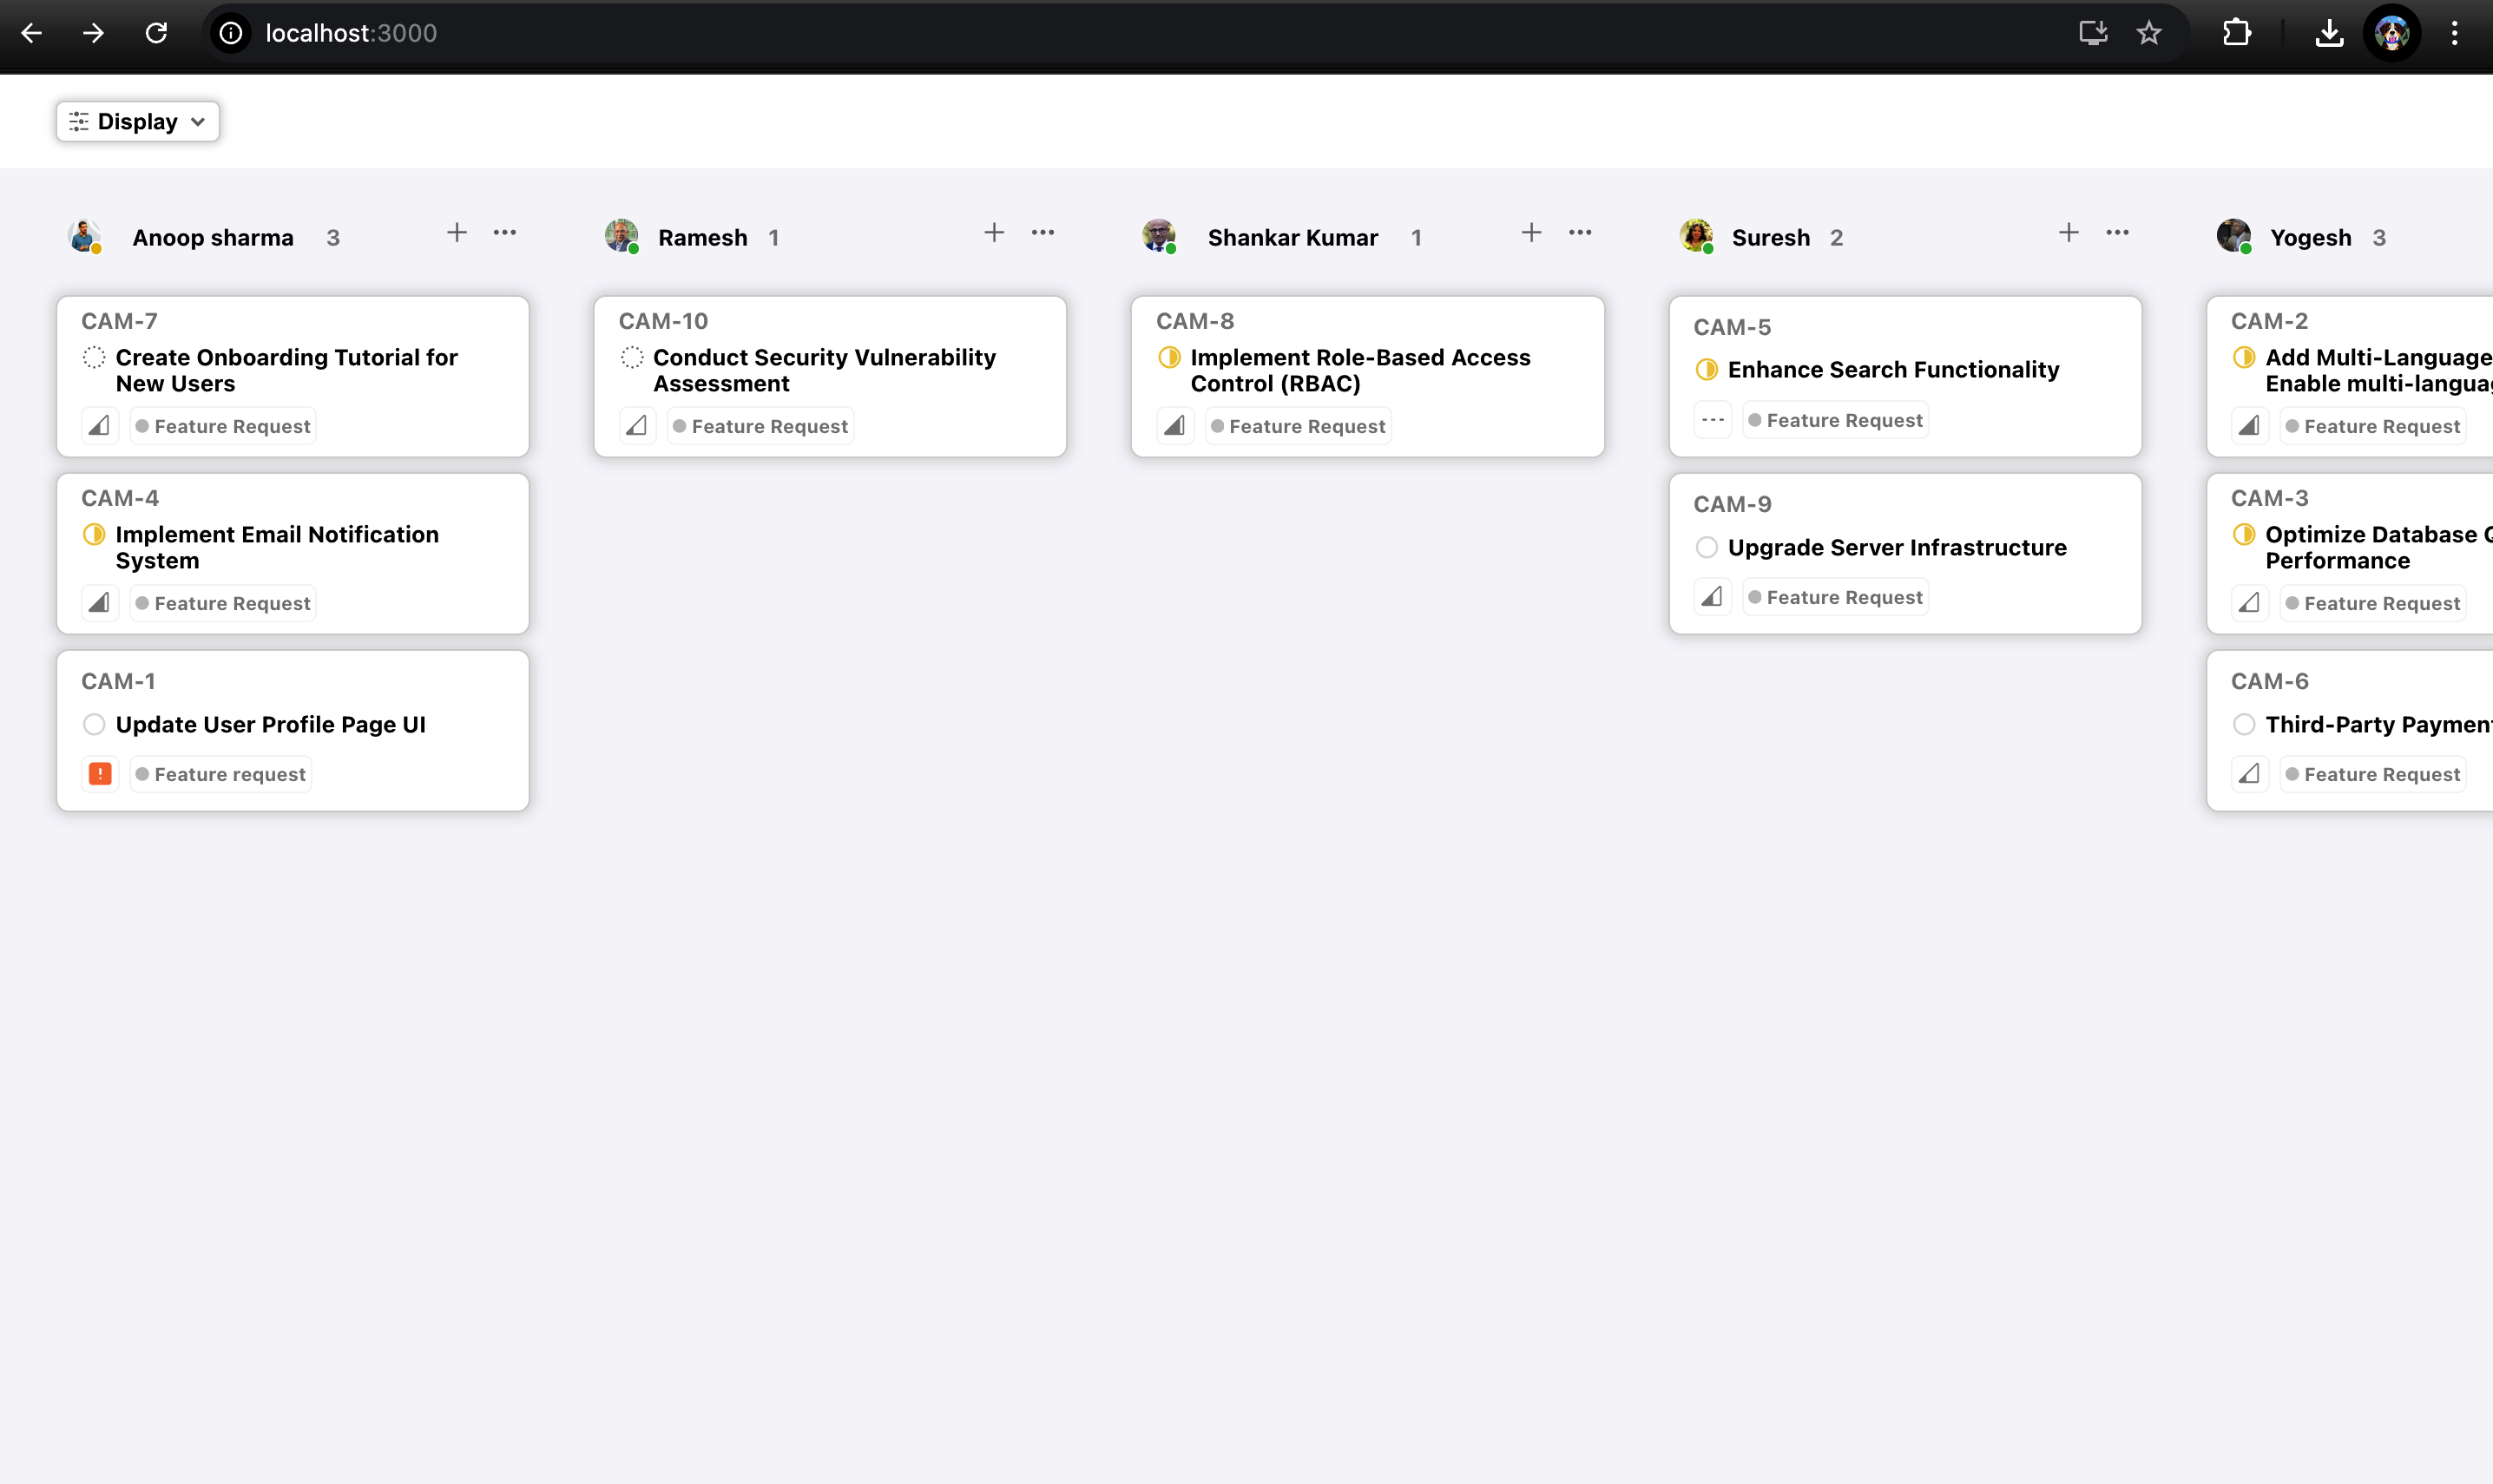 localhost:3000
Display
Anoop sharma 3
CAM-7
Create Onboarding Tutorial for
New Users
Feature Request
CAM-4
Implement Email Notification
System
Feature Request
CAM-1
Update User Profile Page UI
Feature request
Ramesh 1
CAM-10
Conduct Security Vulnerability
Assessment
Feature Request
Shankar Kumar 1
CAM-8
Implement Role-Based Access
Control (RBAC)
Feature Request
Suresh 2
CAM-5
Enhance Search Functionality
Feature Request
CAM-9
Upgrade Server Infrastructure
Feature Request
Yogesh 3
CAM-2
Add Multi-Language
Enable multi-
CAM-3
Feature Request
Optimize Database
Performance
Feature Request
CAM-6
Third-Party
Feature Request